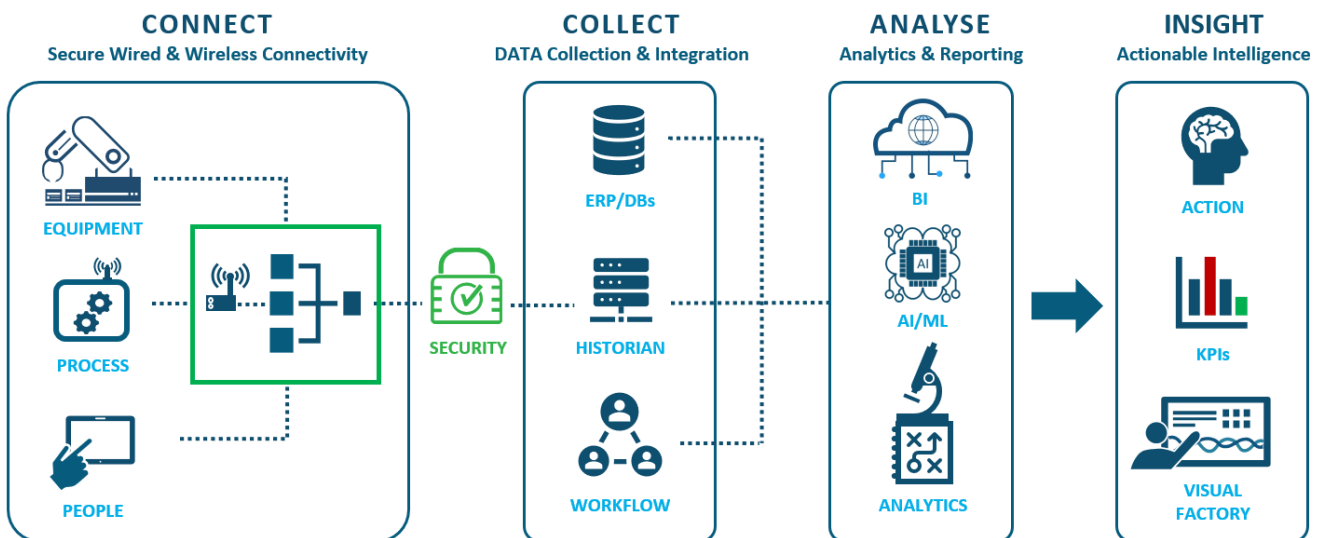 CONNECT
Secure Wired & Wireless Connectivity
EQUIPMENT
PROCESS
PEOPLE
SECURITY
COLLECT
DATA Collection & Integration
ERP/DBs
HISTORIAN
WORKFLOW
ANALYSE
Analytics & Reporting
BI
AI
AI/ML
ANALYTICS
INSIGHT
Actionable Intelligence
ACTION
KPIs
VISUAL
FACTORY